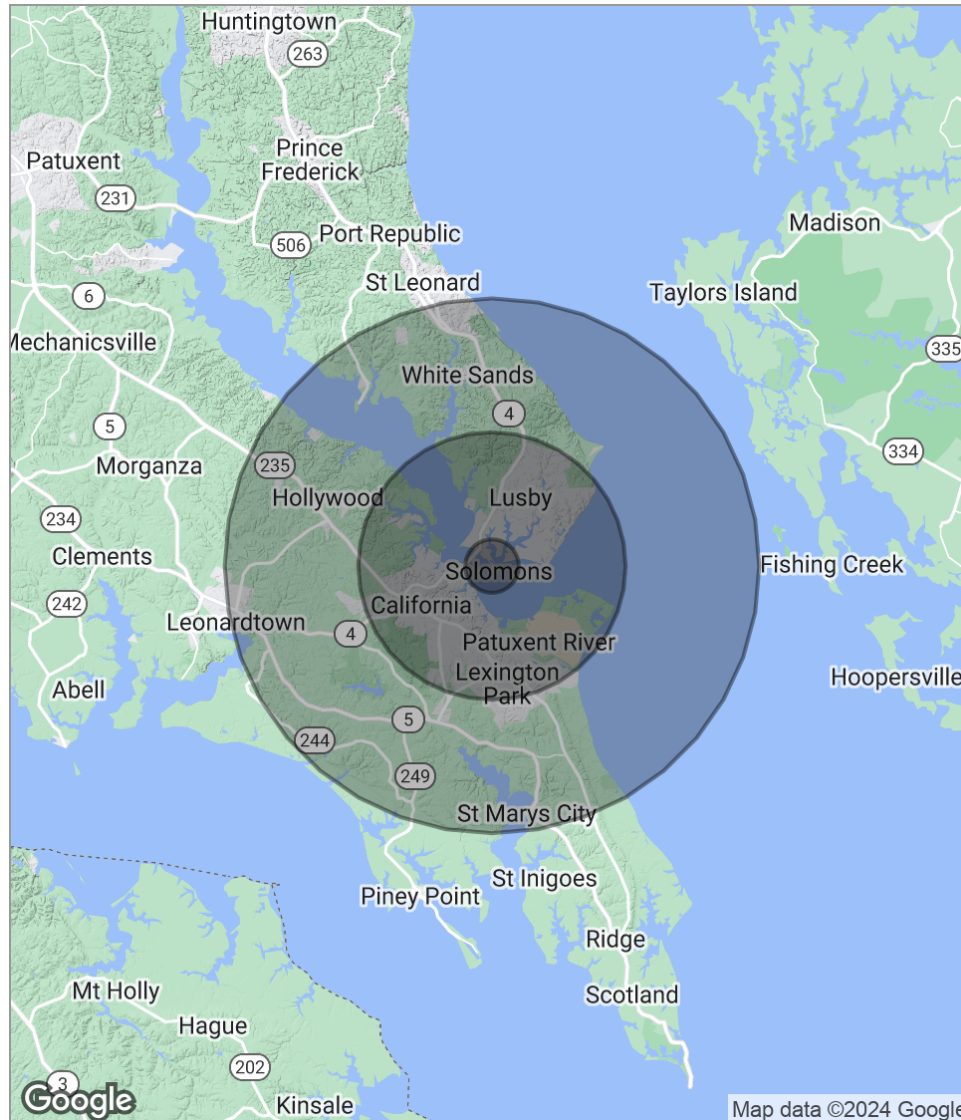 Huntingtown
263
Prince
Frederick
Patuxent
231
Madison
Port Republic
506
St Leonard
Taylors Island
6
Mechanicsville
335
White Sands
4
5
334
Morganza
235
Hollywood
Lusby
234
Clements
Fishing Creek
Solomons
242
California
Leonardtown
4
Patuxent River
Lexington
Park
Hoopersville
Abell
5
244
249
St Marys City
St Inigoes
Piney Point
Ridge
Mt Holly
Scotland
Hague
202
3
Google
Kinsale
Map data ©2024 Google